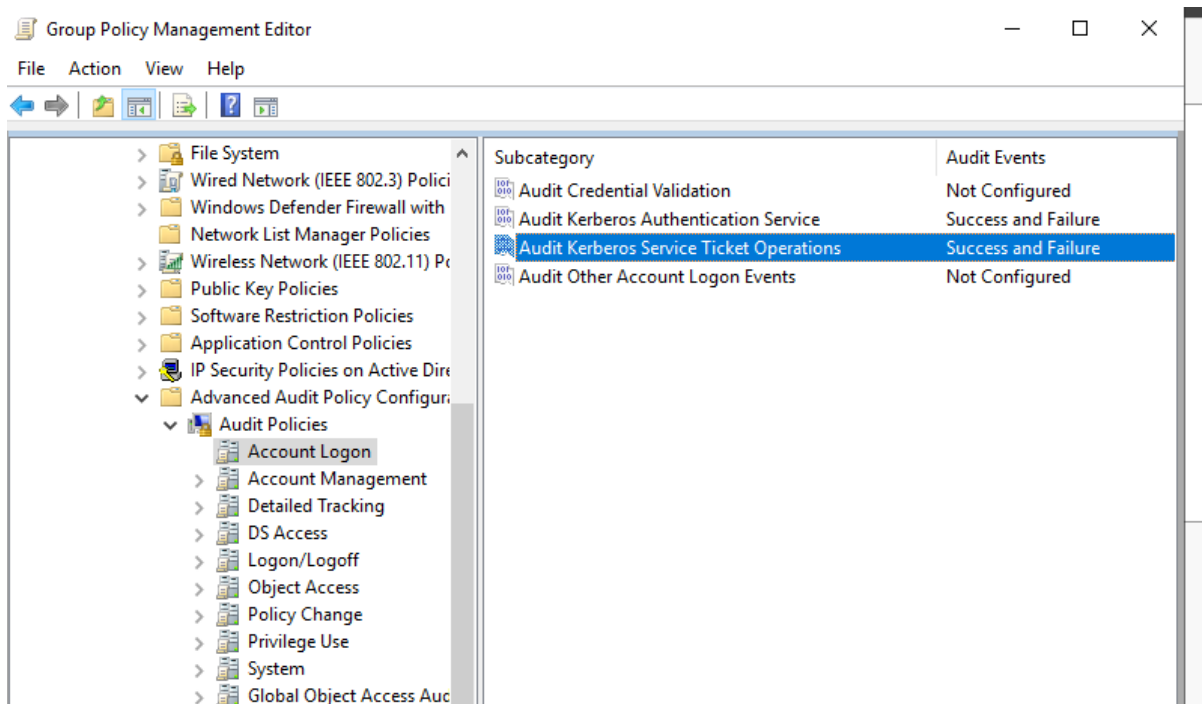 Group Policy Management Editor
File Action View Help
File System
Wired Network (IEEE 802.3) Polici
Windows Defender Firewall with
Network List Manager Policies
Wireless Network (IEEE 802.11) Po
Public Key Policies
Software Restriction Policies
Application Control Policies
IP Security Policies on Active Dire
Advanced Audit Policy Configura
Audit Policies
Account Logon
Account Management
Detailed Tracking
DS Access
Logon/Logoff
Object Access
Policy Change
Privilege Use
System
Global Object Access Aud
Subcategory Audit Events
Audit Credential Validation Not Configured
Audit Kerberos Authentication Service Success and Failure
Audit Kerberos Service Ticket Operations Success and Failure
Audit Other Account Logon Events Not Configured